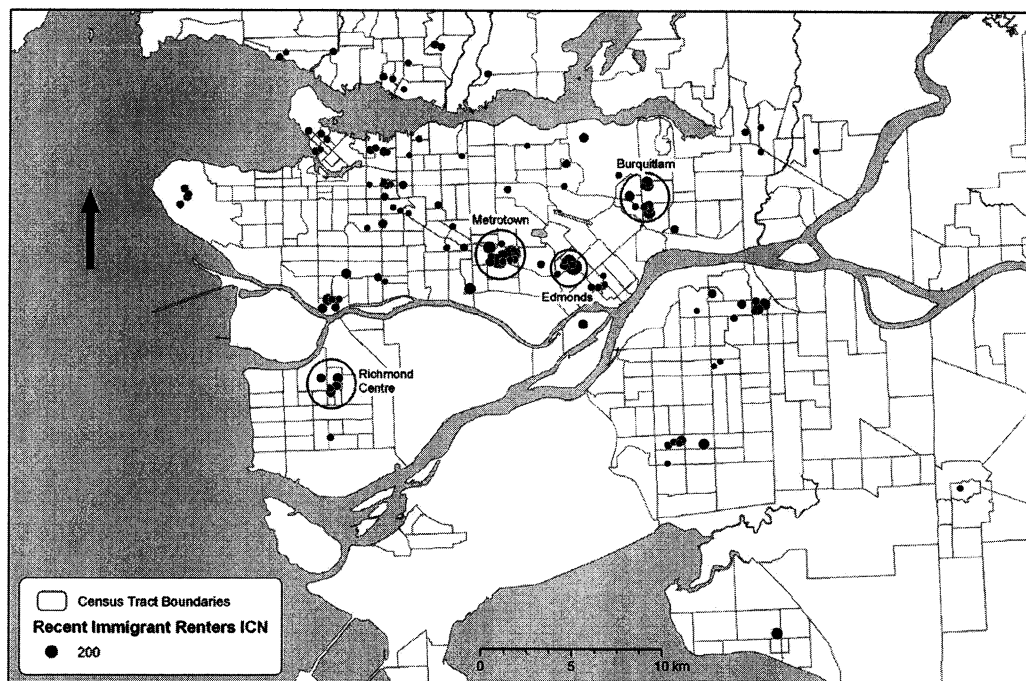 Burquitlam
Metrotown
Edmonds
Richmond
Centre
Census Tract Boundaries
Recent Immigrant Renters ICN
200
0 5 10 km